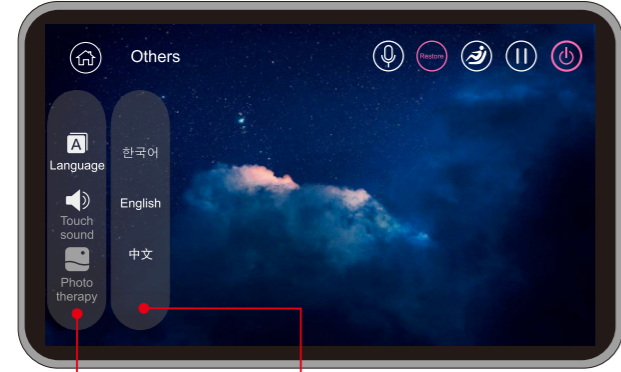 Others
Restore
A
Language
Touch
sound
Photo
therapy
한국어
English
中文